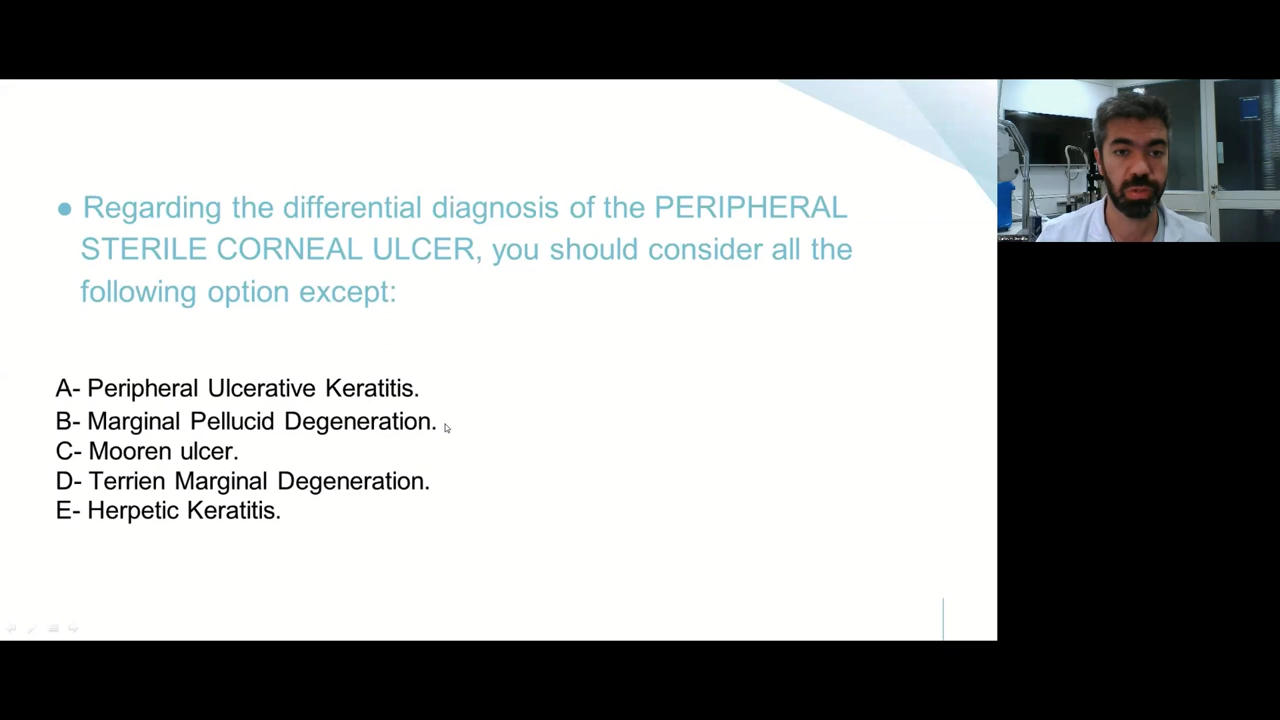 ● Regarding the differential diagnosis of the PERIPHERAL
STERILE CORNEAL ULCER, you should consider all the
following option except:
A- Peripheral Ulcerative Keratitis.
B- Marginal Pellucid Degeneration.
C- Mooren ulcer.
D- Terrien Marginal Degeneration.
E- Herpetic Keratitis.